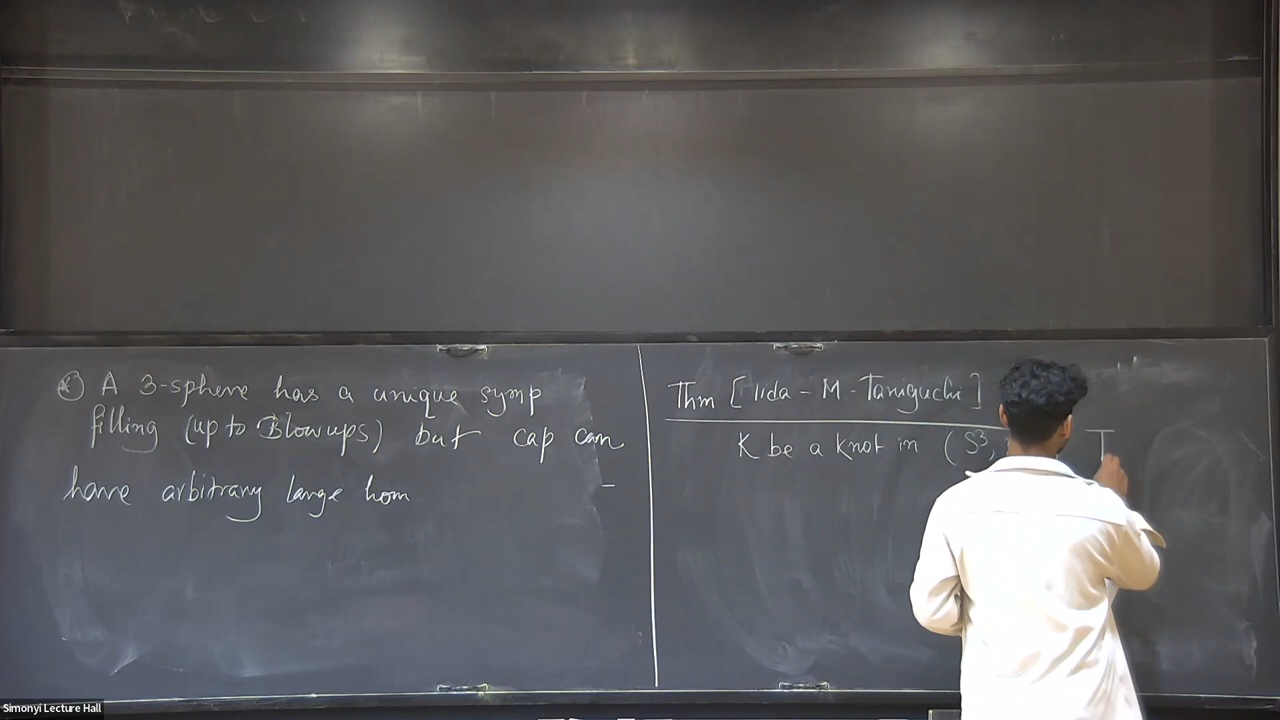 A 3-sphere has a unique symp
filling (up to Blowups) but cap can
have arbitrary large hom
Thm [Iida - M - Taniguchi]
K be a knot in (S³,
Simonyi Lecture Hall